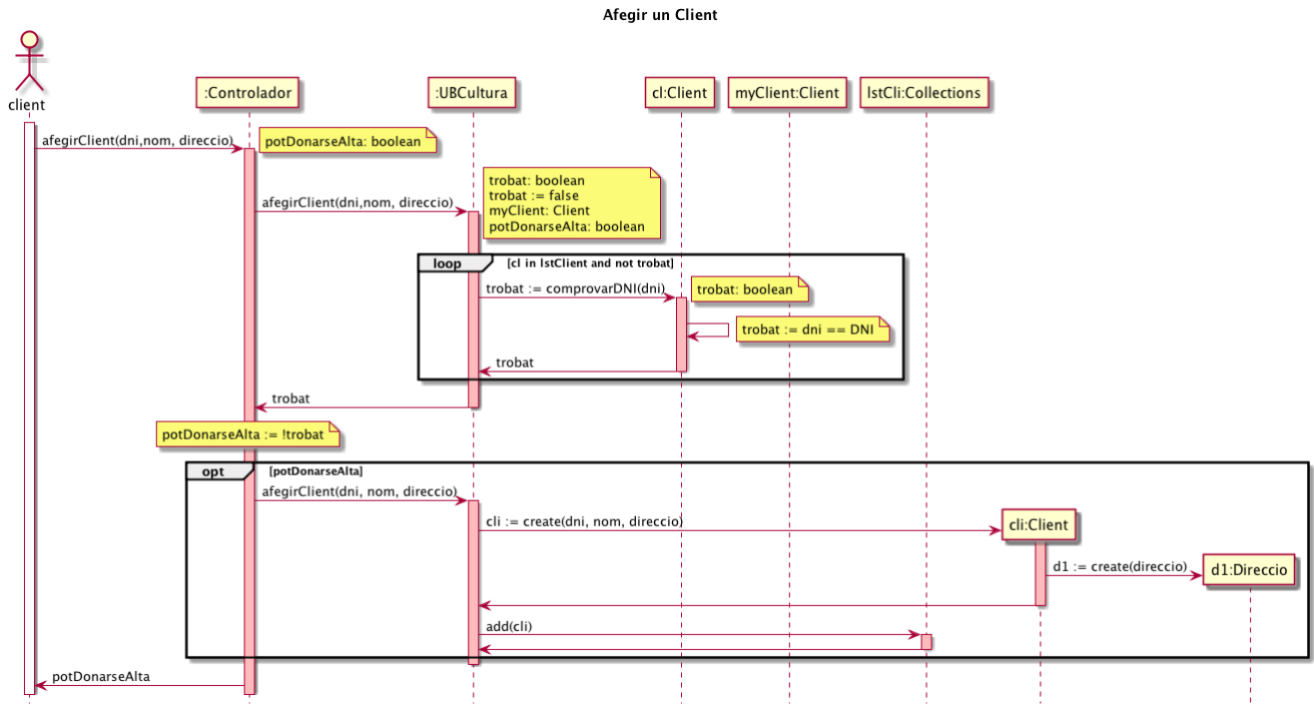 Afegir un Client
client
:Controlador
:UBCultura
cl:Client
myClient:Client
lstCli:Collections
afegirClient(dni,nom, direccio)
potDonarseAlta: boolean
afegirClient(dni,nom, direccio)
trobat: boolean
trobat := false
myClient: Client
potDonarseAlta: boolean
loop
[cl in lstClient and not trobat]
trobat := comprovarDNI(dni)
trobat: boolean
trobat := dni == DNI
trobat
trobat
potDonarseAlta := !trobat
opt
[potDonarseAlta]
afegirClient(dni, nom, direccio)
cli := create(dni, nom, direccio)
cli:Client
d1 := create(direccio)
d1:Direccio
add(cli)
potDonarseAlta